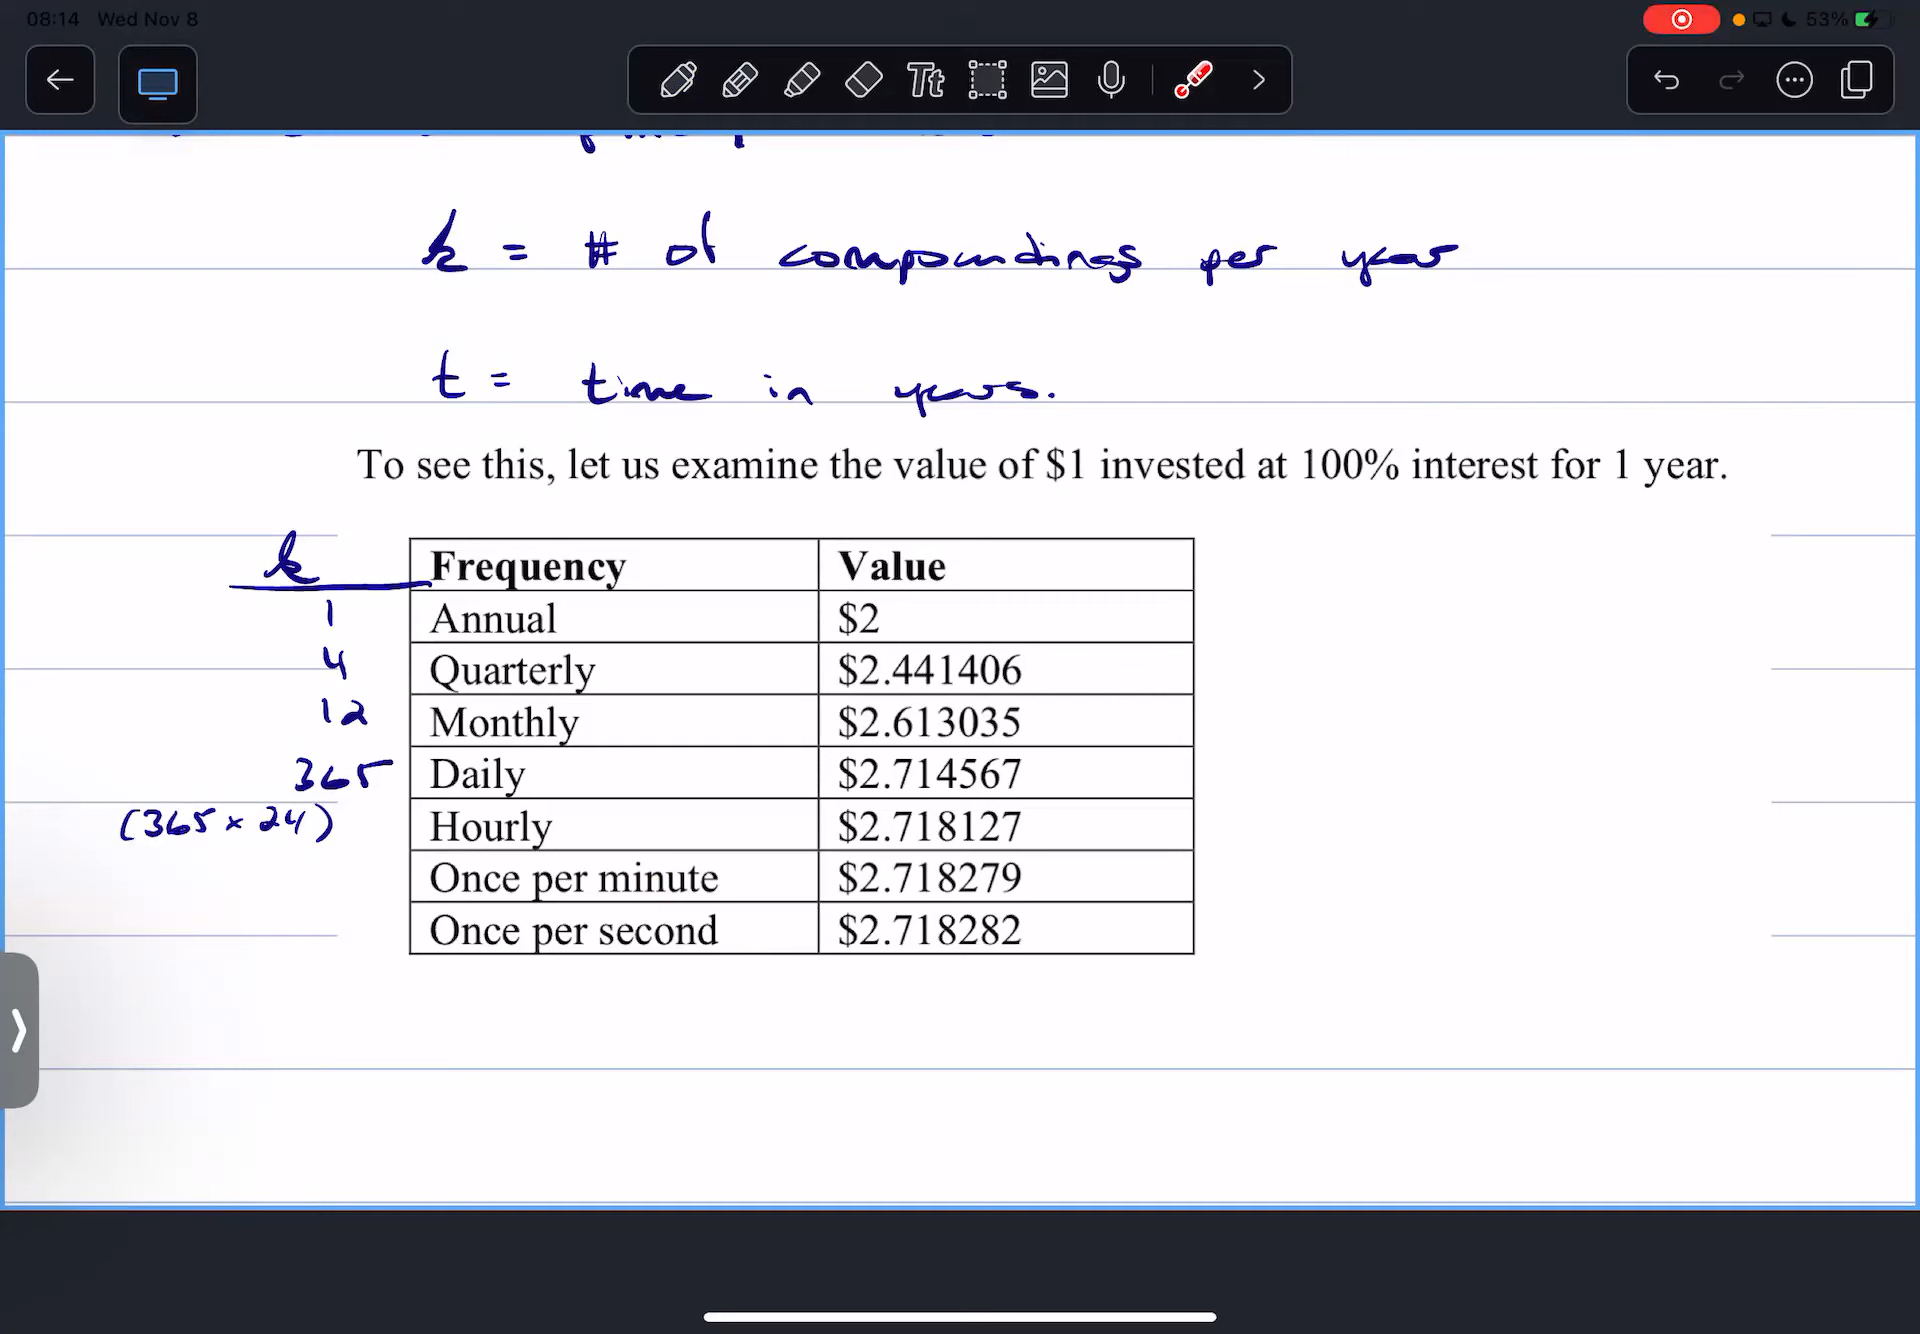 08:14 Wed Nov 8
53%
Tt
k = # of compoundings per year
t = time in years.
To see this, let us examine the value of $1 invested at 100% interest for 1 year.
k Frequency Value
1 Annual $2
4 Quarterly $2.441406
12 Monthly $2.613035
365 Daily $2.714567
(365 × 24) Hourly $2.718127
Once per minute $2.718279
Once per second $2.718282